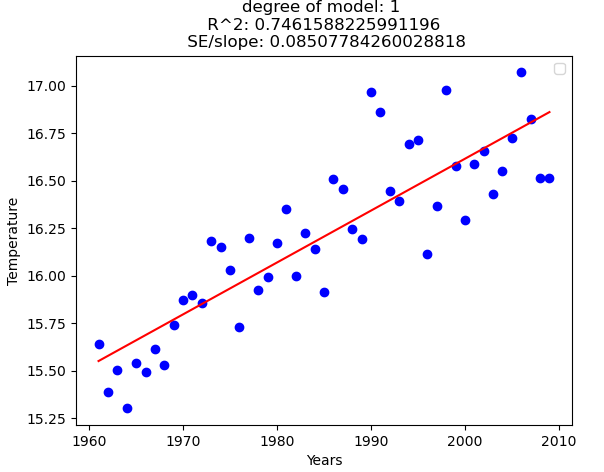 degree of model: 1
R^2: 0.7461588225991196
SE/slope: 0.08507784260028818
17.00
16.75
16.50
16.25
16.00
15.75
15.50
15.25
Temperature
1960 1970 1980 1990 2000 2010
Years